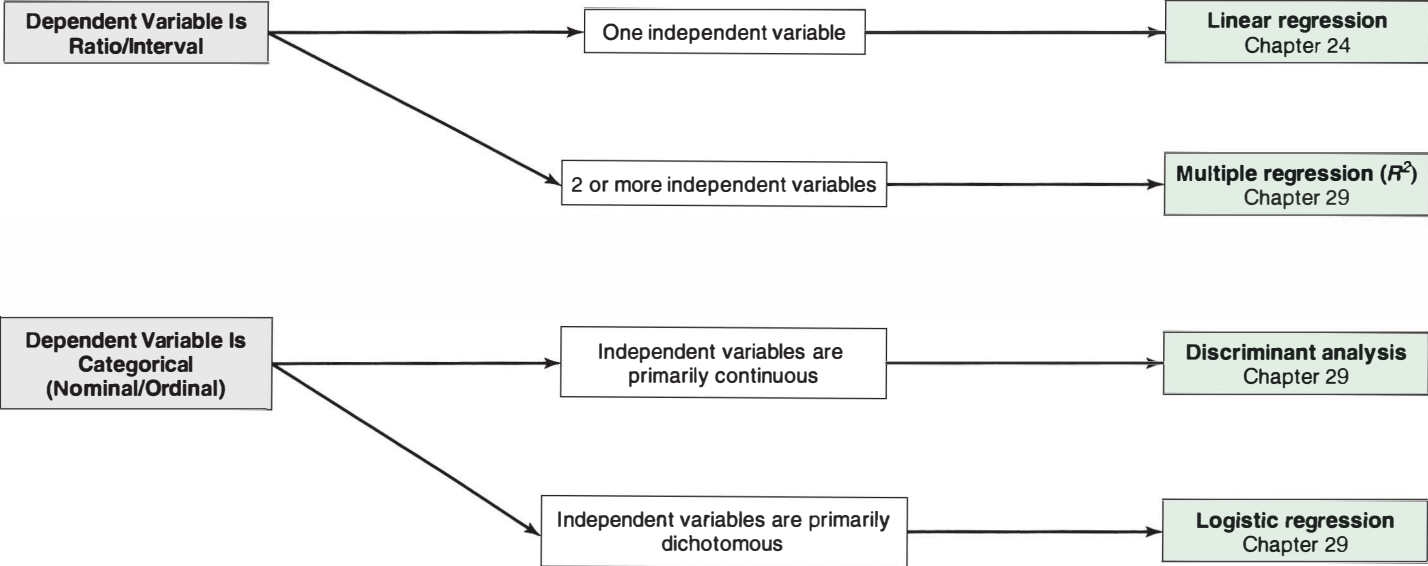 Dependent Variable Is
Ratio/Interval
One independent variable
Linear regression
Chapter 24
2 or more independent variables
Multiple regression (R²)
Chapter 29
Dependent Variable Is
Categorical
(Nominal/Ordinal)
Independent variables are
primarily continuous
Discriminant analysis
Chapter 29
Independent variables are primarily
dichotomous
Logistic regression
Chapter 29